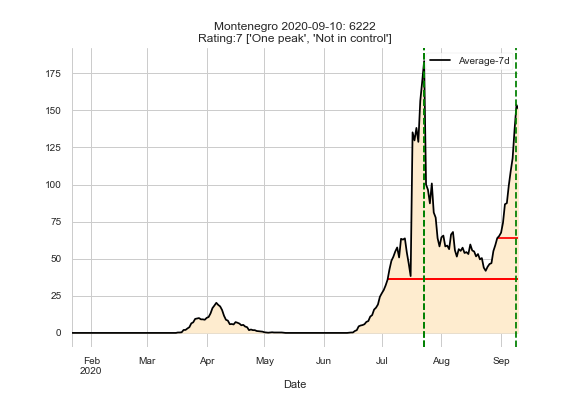 Montenegro 2020-09-10: 6222
Rating:7 ['One peak', 'Not in control']
Average-7d
175
150
125
100
75
50
25
0
Feb Mar Apr May Jun Jul Aug Sep
2020
Date